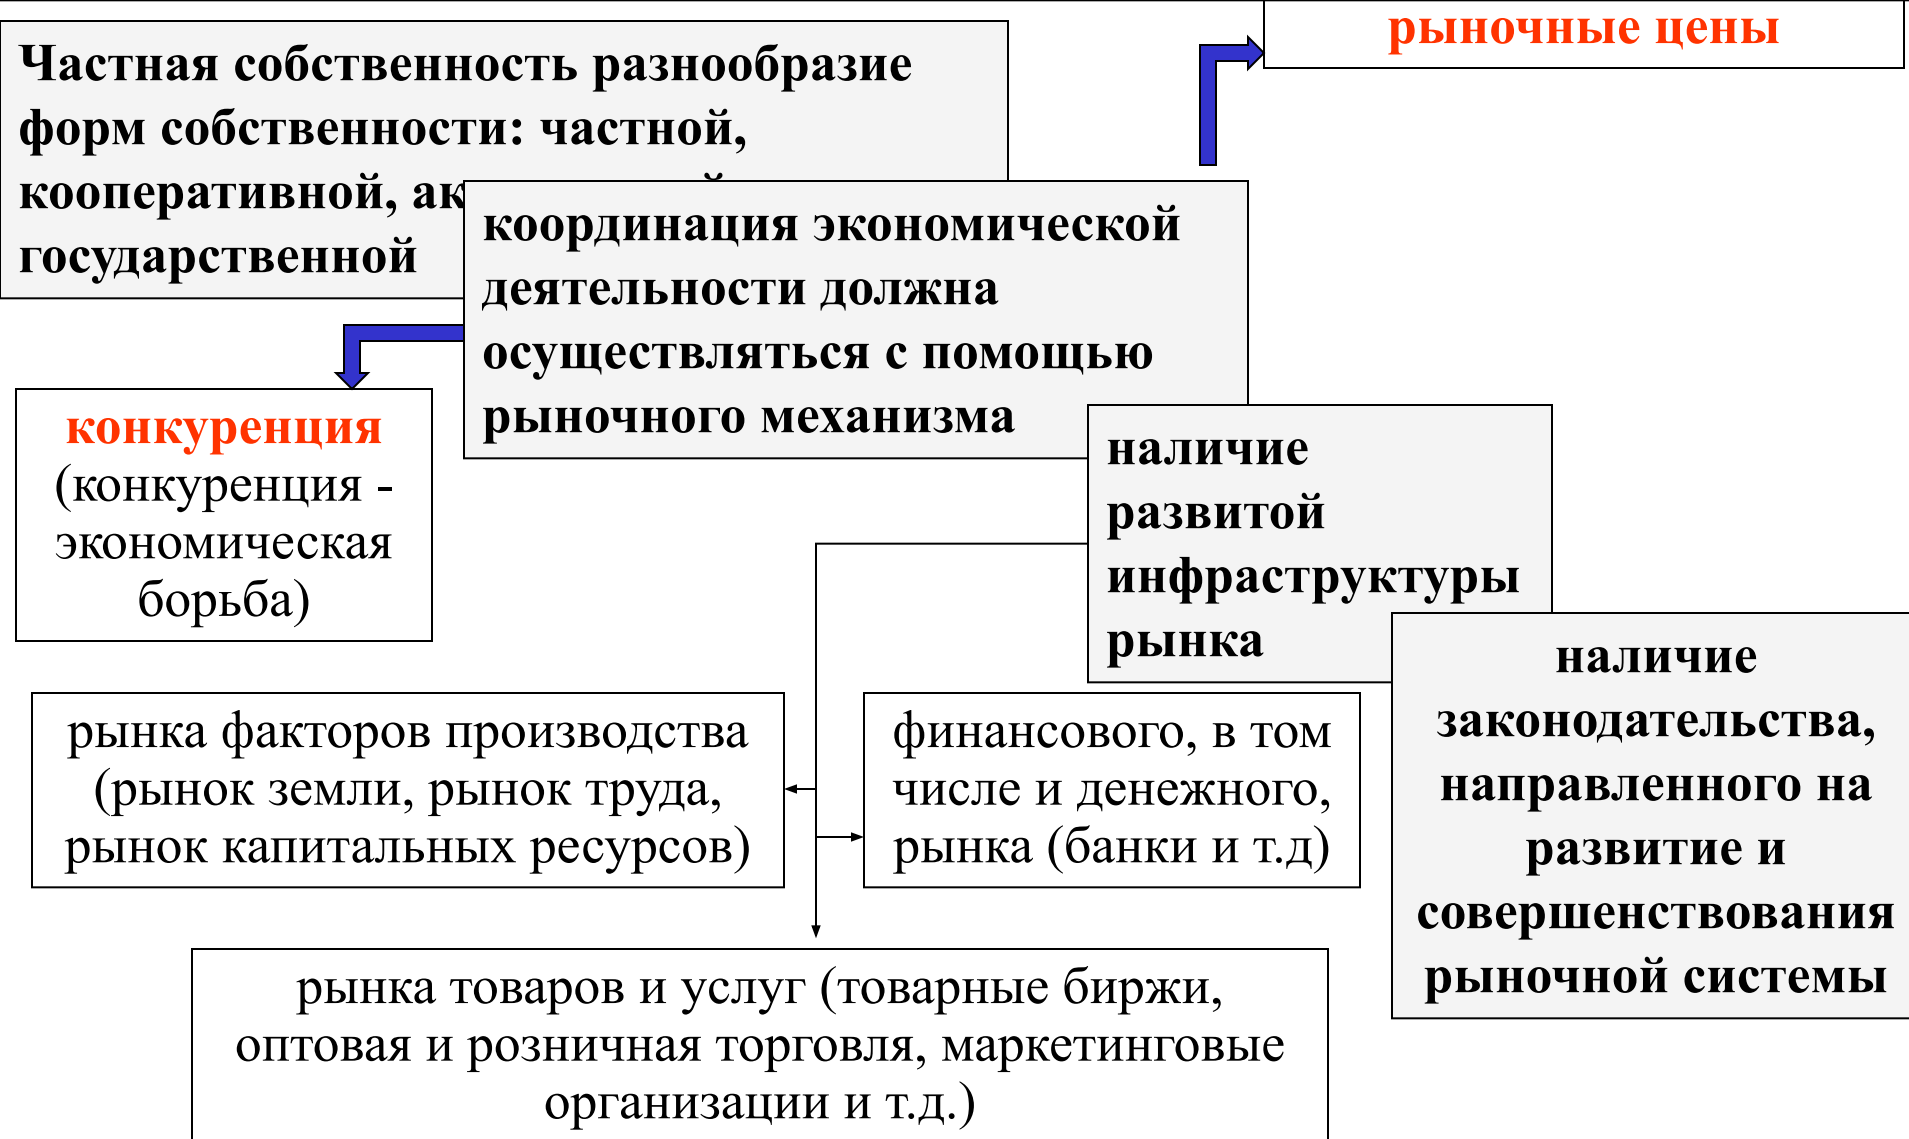 рыночные цены
Частная собственность разнообразие
форм собственности: частной,
кооперативной,
государственной
координация экономической
деятельности должна
осуществляться с помощью
рыночного механизма
конкуренция
(конкуренция -
экономическая
борьба)
наличие
развитой
инфраструктуры
рынка
наличие
законодательства,
направленного на
развитие и
совершенствования
рыночной системы
рынка факторов производства
(рынок земли, рынок труда,
рынок капитальных ресурсов)
финансового, в том
числе и денежного,
рынка (банки и т.д)
рынка товаров и услуг (товарные биржи,
оптовая и розничная торговля, маркетинговые
организации и т.д.)